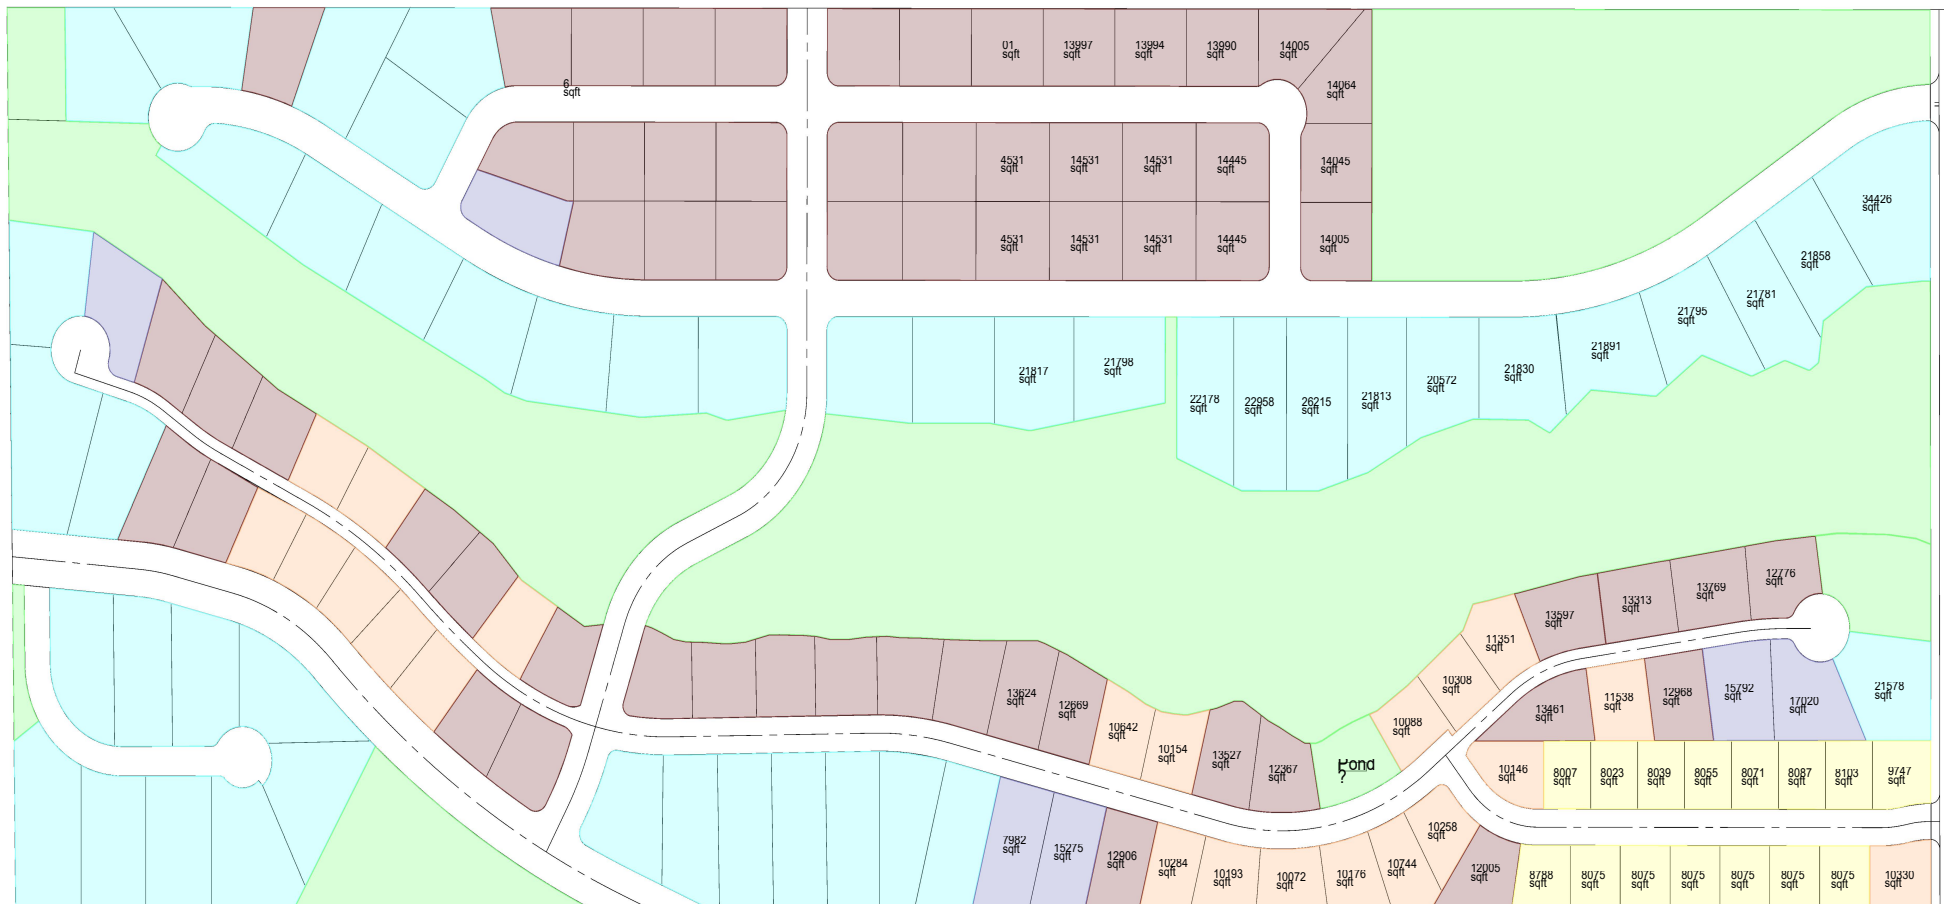 01
sqft
13997
sqft
13994
sqft
13990
sqft
14005
sqft
6
sqft
14064
sqft
4531
sqft
14531
sqft
14531
sqft
14445
sqft
14045
sqft
34426
sqft
4531
sqft
14531
sqft
14531
sqft
14445
sqft
14005
sqft
21858
sqft
21781
sqft
21795
sqft
21891
sqft
21817
sqft
21798
sqft
21830
sqft
20572
sqft
22178
sqft
22958
sqft
26215
sqft
21813
sqft
12776
sqft
13769
sqft
13313
sqft
13597
sqft
11351
sqft
10308
sqft
10088
sqft
13624
sqft
12669
sqft
10642
sqft
10154
sqft
13527
sqft
12367
sqft
Pond
?
13461
sqft
11538
sqft
12968
sqft
15792
sqft
17020
sqft
21578
sqft
10146
sqft
8007
sqft
8023
sqft
8039
sqft
8055
sqft
8071
sqft
8087
sqft
8103
sqft
9747
sqft
7982
sqft
15275
sqft
12906
sqft
10284
sqft
10193
sqft
10072
sqft
10176
sqft
10744
sqft
10258
sqft
12005
sqft
8788
sqft
8075
sqft
8075
sqft
8075
sqft
8075
sqft
8075
sqft
8075
sqft
10330
sqft